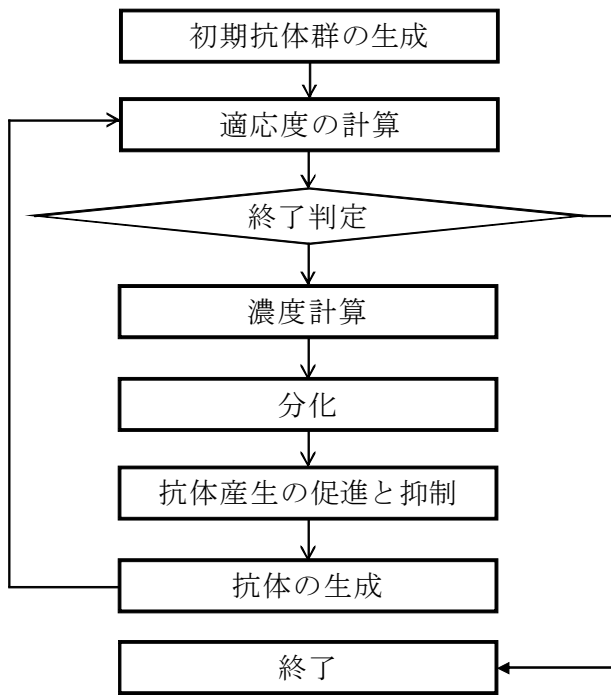 初期抗体群の生成
適応度の計算
終了判定
濃度計算
分化
抗体産生の促進と抑制
抗体の生成
終了